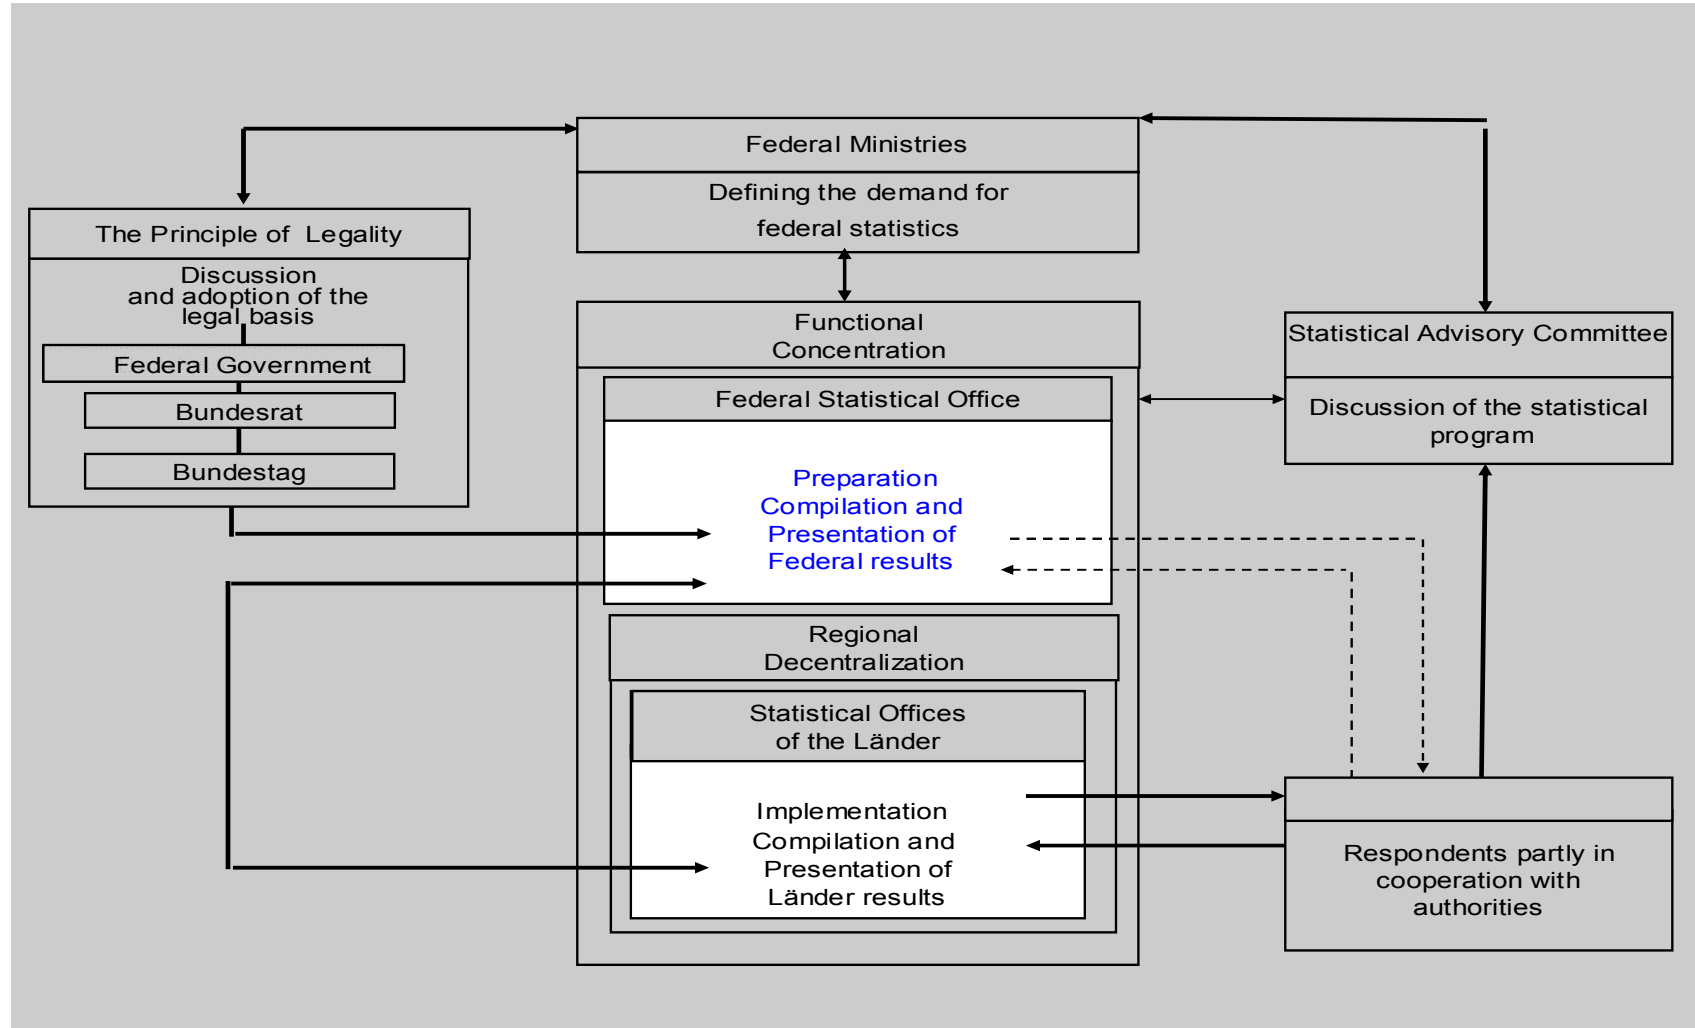 Federal Ministries
Defining the demand for
federal statistics
The Principle of Legality
Discussion
and adoption of the
legal basis
Federal Government
Bundesrat
Bundestag
Functional
Concentration
Federal Statistical Office
Preparation
Compilation and
Presentation of
Federal results
Regional
Decentralization
Statistical Offices
of the Länder
Implementation
Compilation and
Presentation of
Länder results
Statistical Advisory Committee
Discussion of the statistical
program
Respondents partly in
cooperation with
authorities